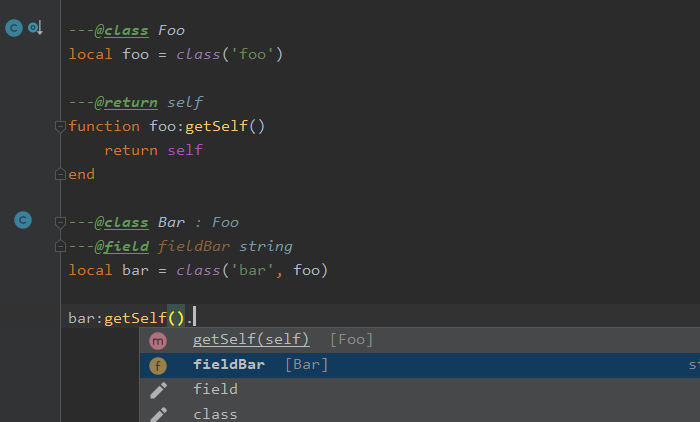 ---@class Foo
local foo = class('foo')
---@return self
function foo:getSelf()
return self
end
---@class Bar : Foo
---@field fieldBar string
local bar = class('bar', foo)
bar:getSelf().
m getSelf(self) [Foo]
f fieldBar [Bar] st
field
class